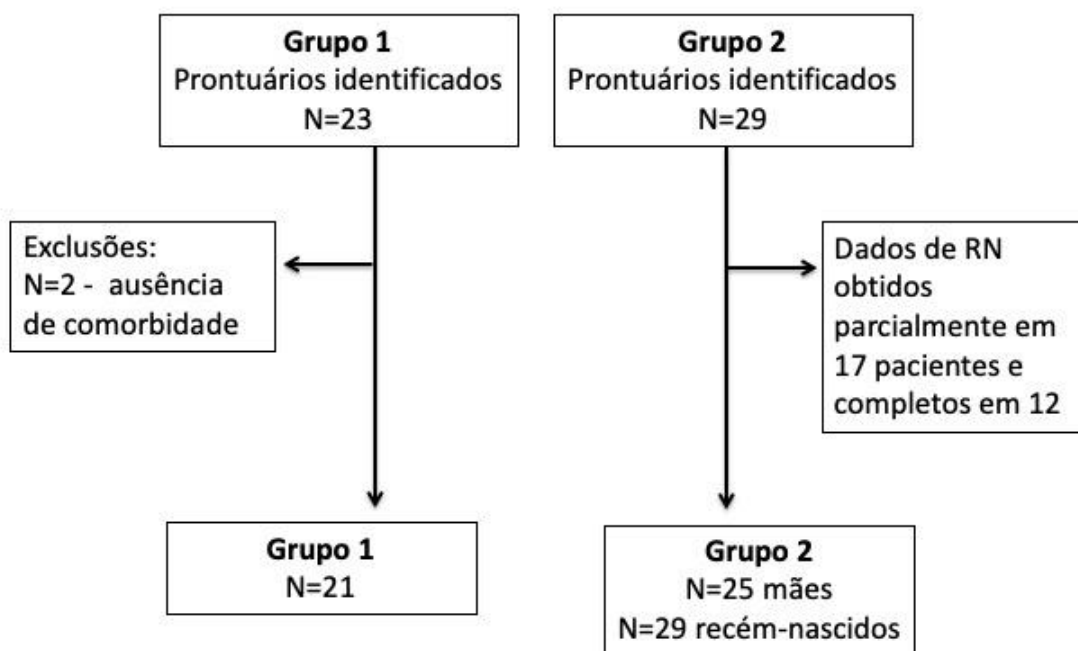 Grupo 1
Prontuários identificados
N=23
Grupo 2
Prontuários identificados
N=29
Exclusões:
N=2 - ausência
de comorbidade
Dados de RN
obtidos
parcialmente em
17 pacientes e
completos em 12
Grupo 1
N=21
Grupo 2
N=25 mães
N=29 recém-nascidos